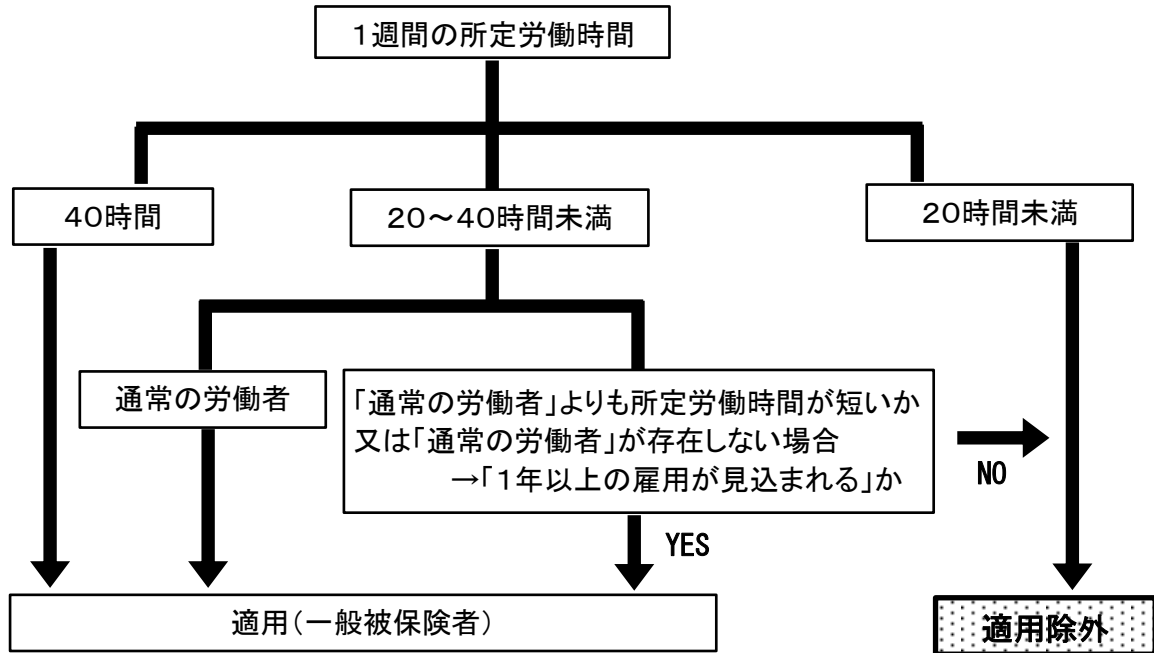 1週間の所定労働時間
40時間
20～40時間未満
20時間未満
通常の労働者
「通常の労働者」よりも所定労働時間が短いか
又は「通常の労働者」が存在しない場合
→「1年以上の雇用が見込まれる」か
NO
YES
適用(一般被保険者)
適用除外